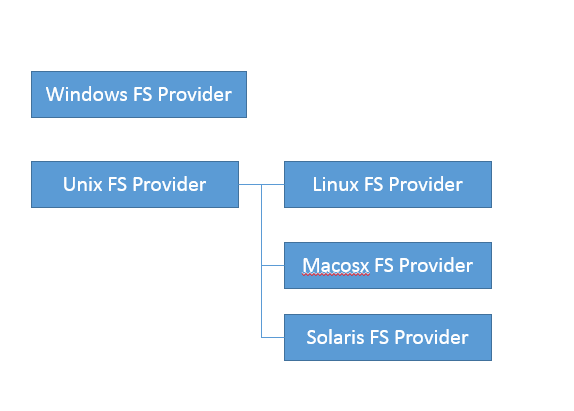 Windows FS Provider
Unix FS Provider
Linux FS Provider
Macosx FS Provider
Solaris FS Provider